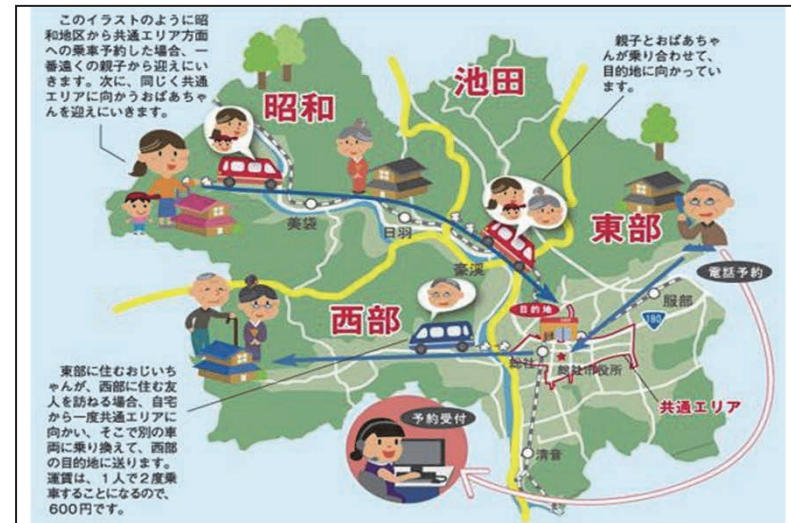 このイラストのように昭
和地区から共通エリア方面
への乗車予約した場合、一
番遠くの親子から迎えにい
きます。次に、同じく共通
エリアに向かうおばあちゃ
んを迎えにいきます。
親子とおばあちゃ
んが乗り合わせて、
目的地に向かってい
ます。
池田
昭和
東部
美袋
日羽
豪渓
電話予約
服部
180
西部
目的地
総社
総社市役所
共通エリア
東部に住むおじいち
ゃんが、西部に住む友
人を訪ねる場合、自宅
から一度共通エリアに
向かい、そこで別の車
両に乗り換えて、西部
の目的地に送ります。
運賃は、1人で2度乗
車することになるので、
600円です。
予約受付
清音